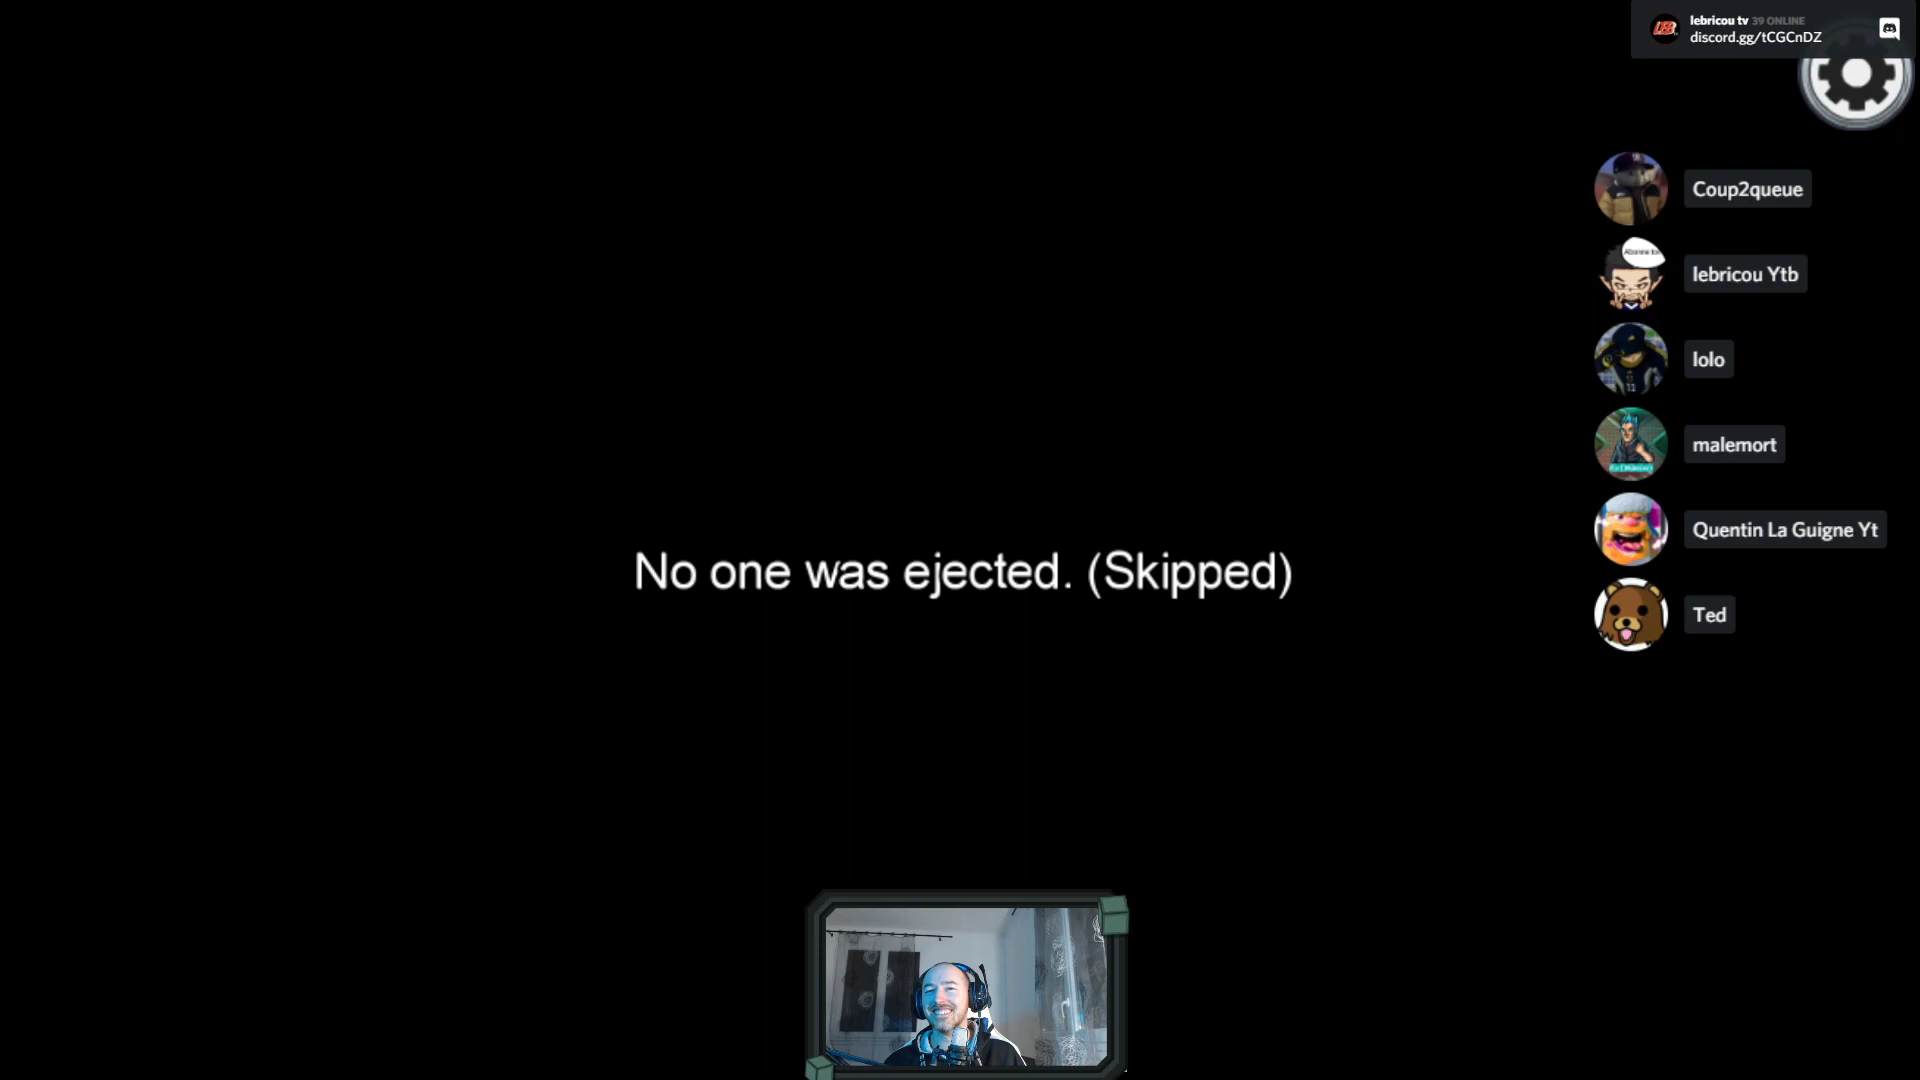 lebricou tv 39 ONLINE
discord.gg/tCGCnDZ
LEB
Coup2queue
lebricou Ytb
lolo
malemort
Quentin La Guigne Yt
Ted
No one was ejected. (Skipped)